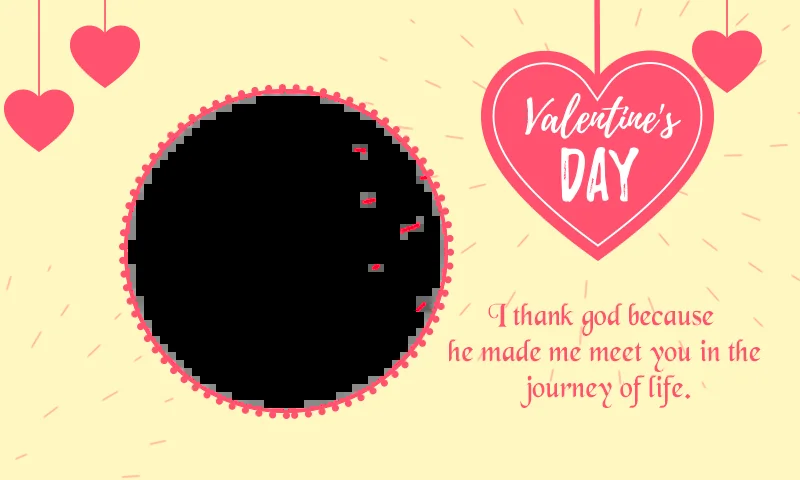 Valentine's
DAY
I thank god because
he made me meet you in the
journey of life.